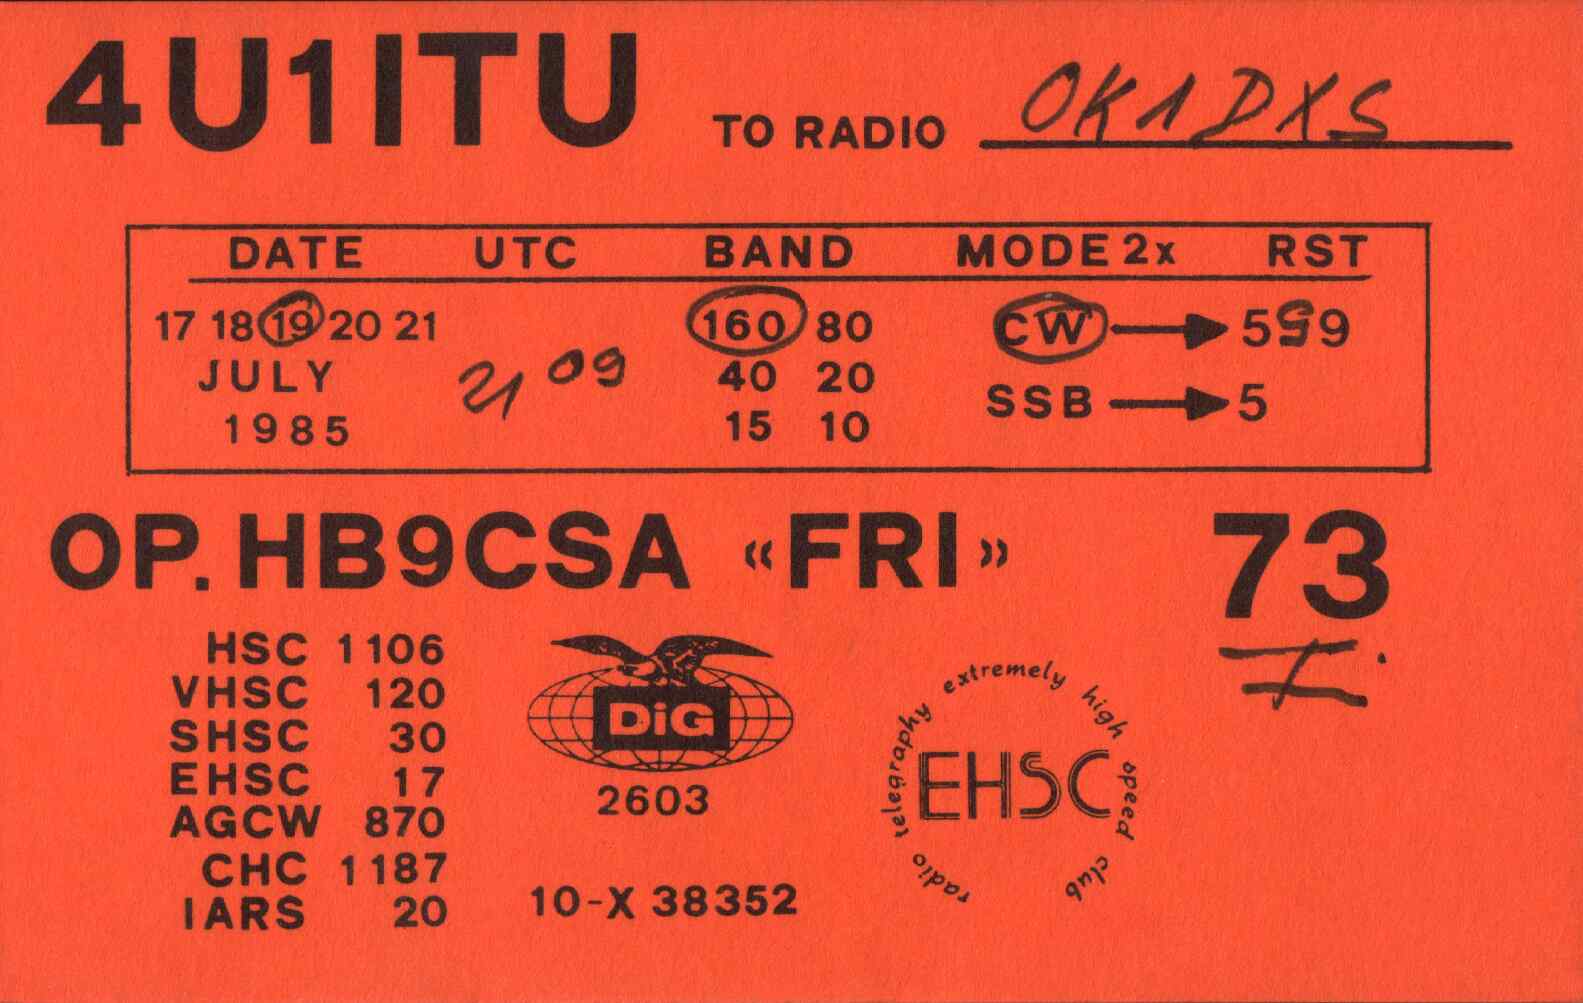 4U1ITU TO RADIO OK1DXS
DATE UTC BAND MODE 2x RST
17 18 19 20 21 160 80 CW 599
JULY 2109 40 20 SSB 5
1985 15 10
OP. HB9CSA «FRI» 73
HSC 1106
VHSC 120
SHSC 30
EHSC 17
AGCW 870
CHC 1187
IARS 20
DiG
2603
10-X 38352
radio telegraphy extremely high speed club
EHSC